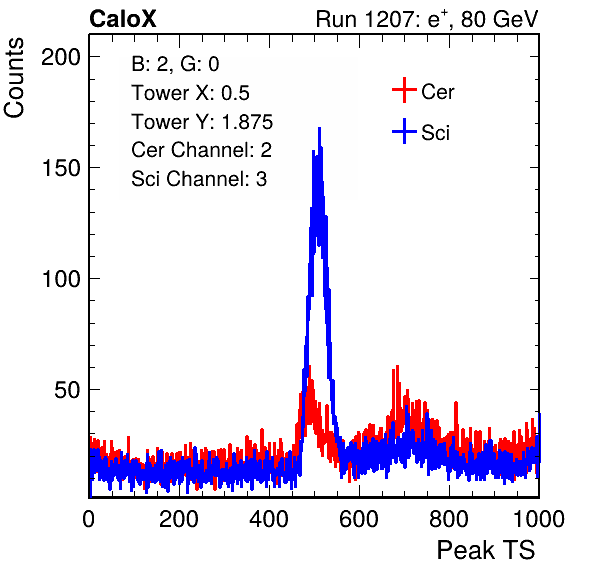 CaloX Run 1207: e⁺, 80 GeV
Counts
200
150
100
50
B: 2, G: 0
Tower X: 0.5
Tower Y: 1.875
Cer Channel: 2
Sci Channel: 3
Cer
Sci
0 200 400 600 800 1000
Peak TS